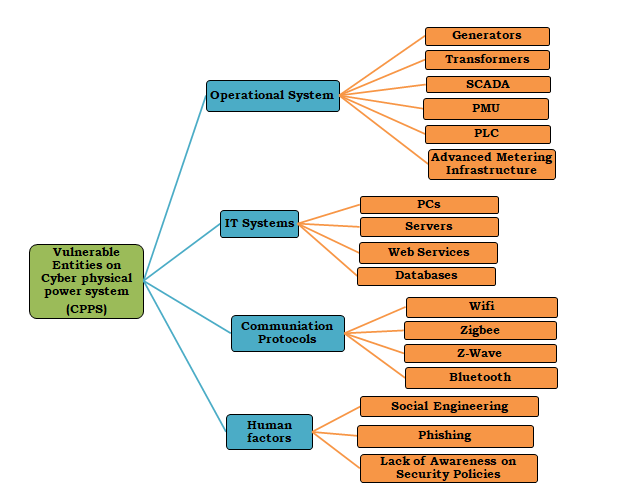 Vulnerable
Entities on
Cyber physical
power system
(CPPS)
Operational System
Generators
Transformers
SCADA
PMU
PLC
Advanced Metering
Infrastructure
IT Systems
PCs
Servers
Web Services
Databases
Communiation
Protocols
Wifi
Zigbee
Z-Wave
Bluetooth
Human
factors
Social Engineering
Phishing
Lack of Awareness on
Security Policies